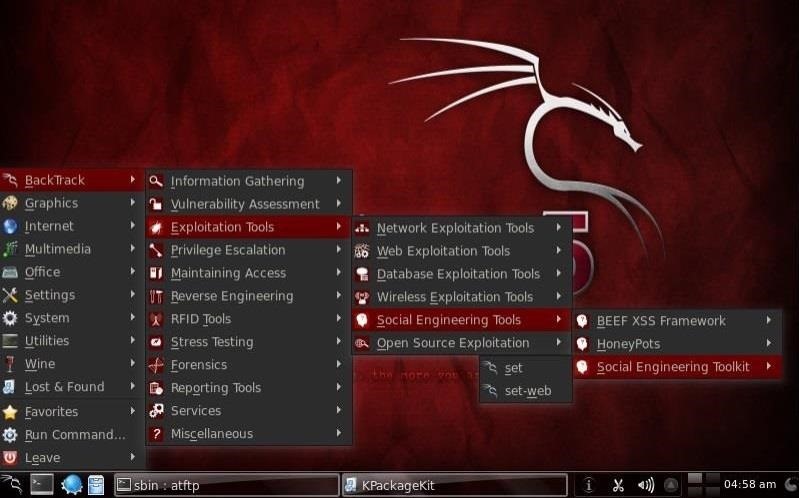 BackTrack
Graphics
Internet
Multimedia
Office
Settings
System
Utilities
Wine
Lost & Found
Favorites
Run Command...
Leave
Information Gathering
Vulnerability Assessment
Exploitation Tools
Privilege Escalation
Maintaining Access
Reverse Engineering
RFID Tools
Stress Testing
Forensics
Reporting Tools
Services
Miscellaneous
Network Exploitation Tools
Web Exploitation Tools
Database Exploitation Tools
Wireless Exploitation Tools
Social Engineering Tools
Open Source Exploitation
BEEF XSS Framework
HoneyPots
Social Engineering Toolkit
set
set-web
the more you
sbin : atftp
KPackageKit
04:58 am